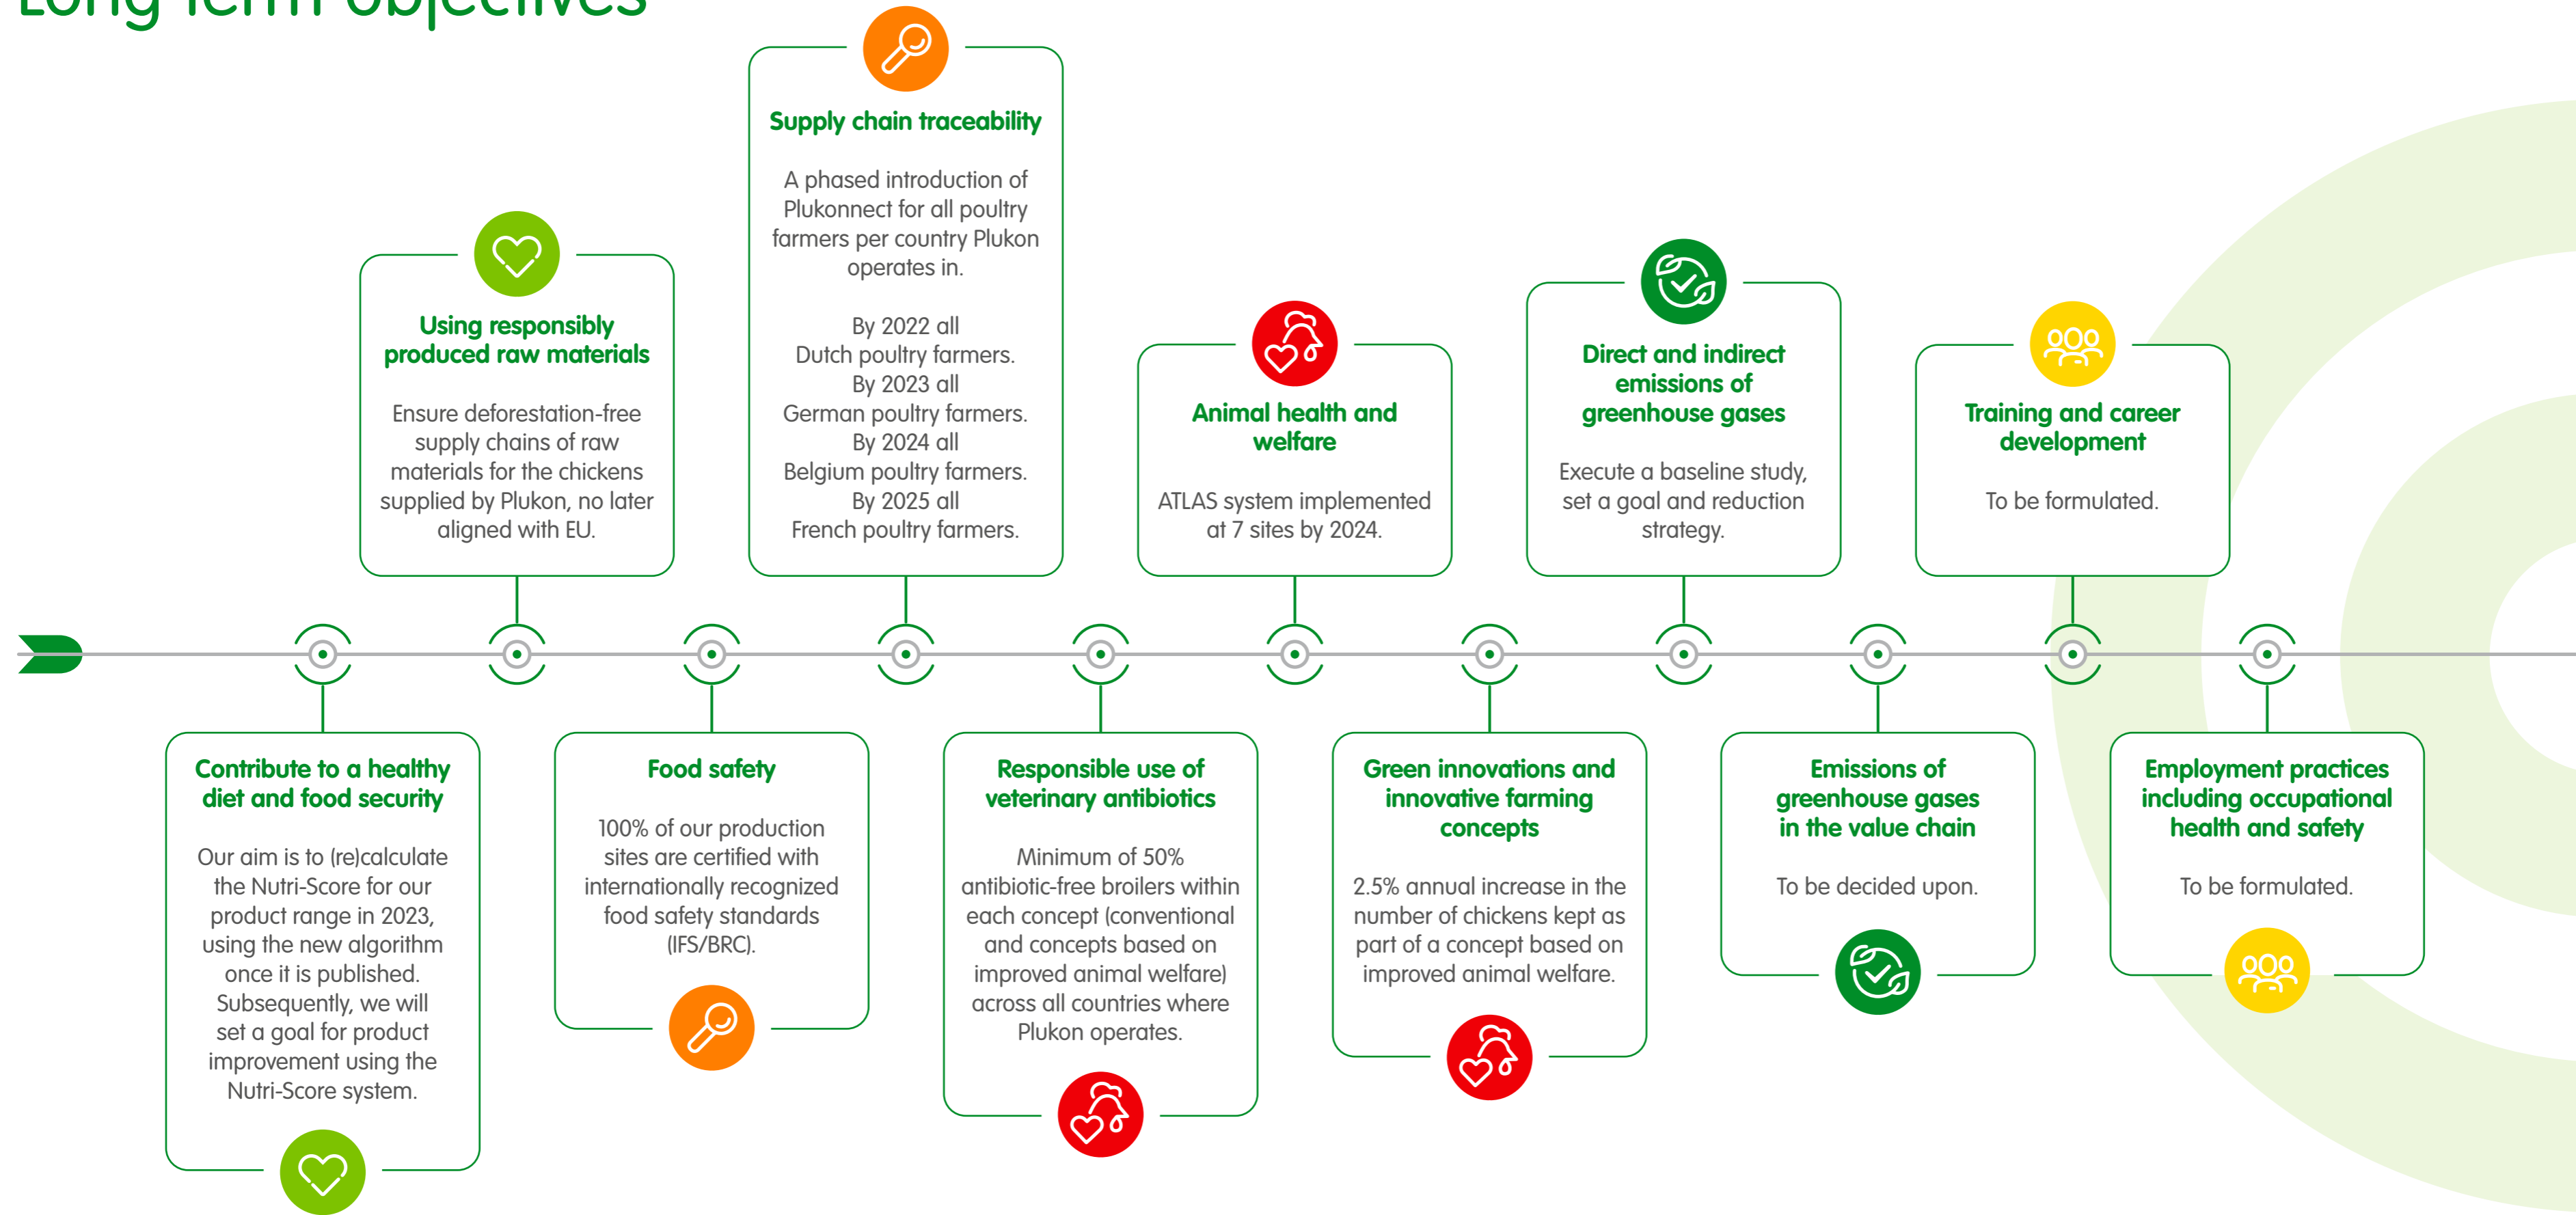 Long term objectives
Supply chain traceability
A phased introduction of
Plukonnect for all poultry
farmers per country Plukon
operates in.
By 2022 all
Dutch poultry farmers.
By 2023 all
German poultry farmers.
By 2024 all
Belgium poultry farmers.
By 2025 all
French poultry farmers.
Using responsibly
produced raw materials
Ensure deforestation-free
supply chains of raw
materials for the chickens
supplied by Plukon, no later
aligned with EU.
Animal health and
welfare
ATLAS system implemented
at 7 sites by 2024.
Direct and indirect
emissions of
greenhouse gases
Execute a baseline study,
set a goal and reduction
strategy.
Training and career
development
To be formulated.
Contribute to a healthy
diet and food security
Our aim is to (re)calculate
the Nutri-Score for our
product range in 2023,
using the new algorithm
once it is published.
Subsequently, we will
set a goal for product
improvement using the
Nutri-Score system.
Food safety
100% of our production
sites are certified with
internationally recognized
food safety standards
(IFS/BRC).
Responsible use of
veterinary antibiotics
Minimum of 50%
antibiotic-free broilers within
each concept (conventional
and concepts based on
improved animal welfare)
across all countries where
Plukon operates.
Green innovations and
innovative farming
concepts
2.5% annual increase in the
number of chickens kept as
part of a concept based on
improved animal welfare.
Emissions of
greenhouse gases
in the value chain
To be decided upon.
Employment practices
including occupational
health and safety
To be formulated.